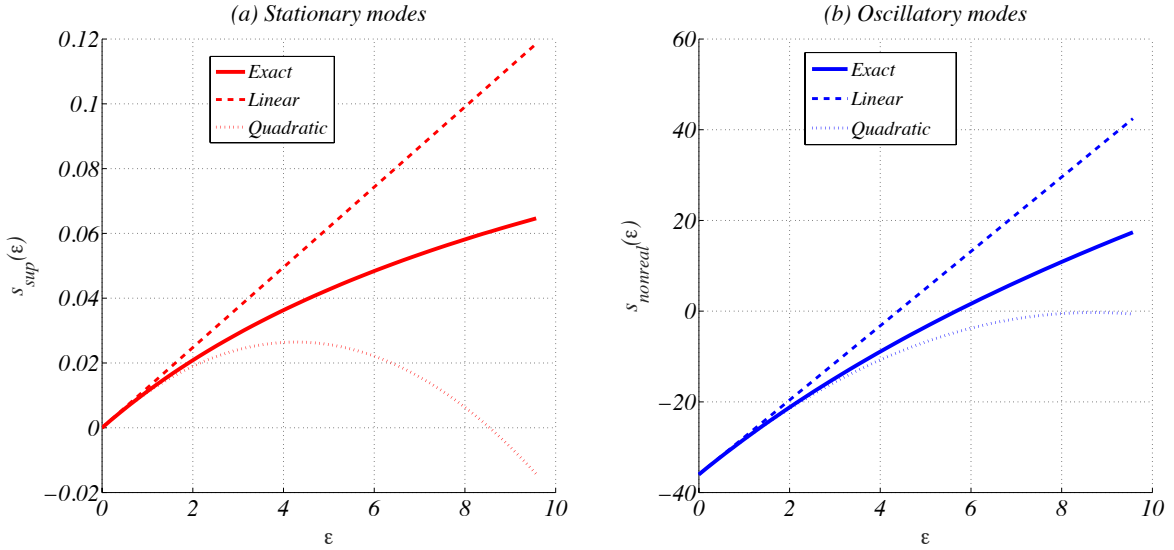 (a) Stationary modes
0.12
0.1
0.08
0.06
0.04
0.02
0
−0.02
0 2 4 6 8 10
s_sup(ε)
ε
Exact
Linear
Quadratic
(b) Oscillatory modes
60
40
20
0
−20
−40
0 2 4 6 8 10
s_nonreal(ε)
ε
Exact
Linear
Quadratic